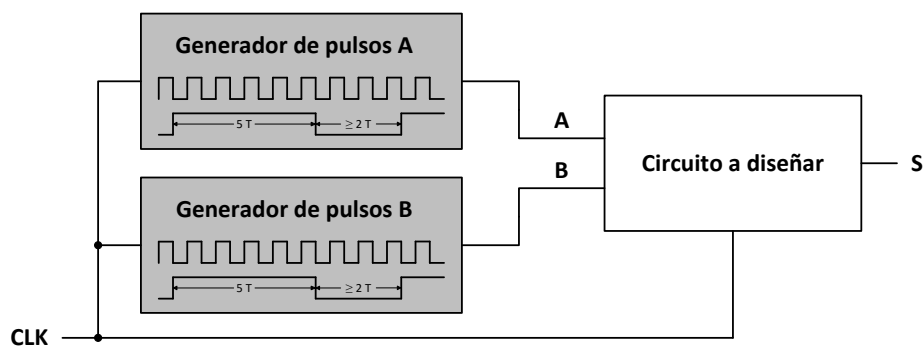 Generador de pulsos A
5 T
≥ 2 T
A
B
Circuito a diseñar
S
Generador de pulsos B
5 T
≥ 2 T
CLK